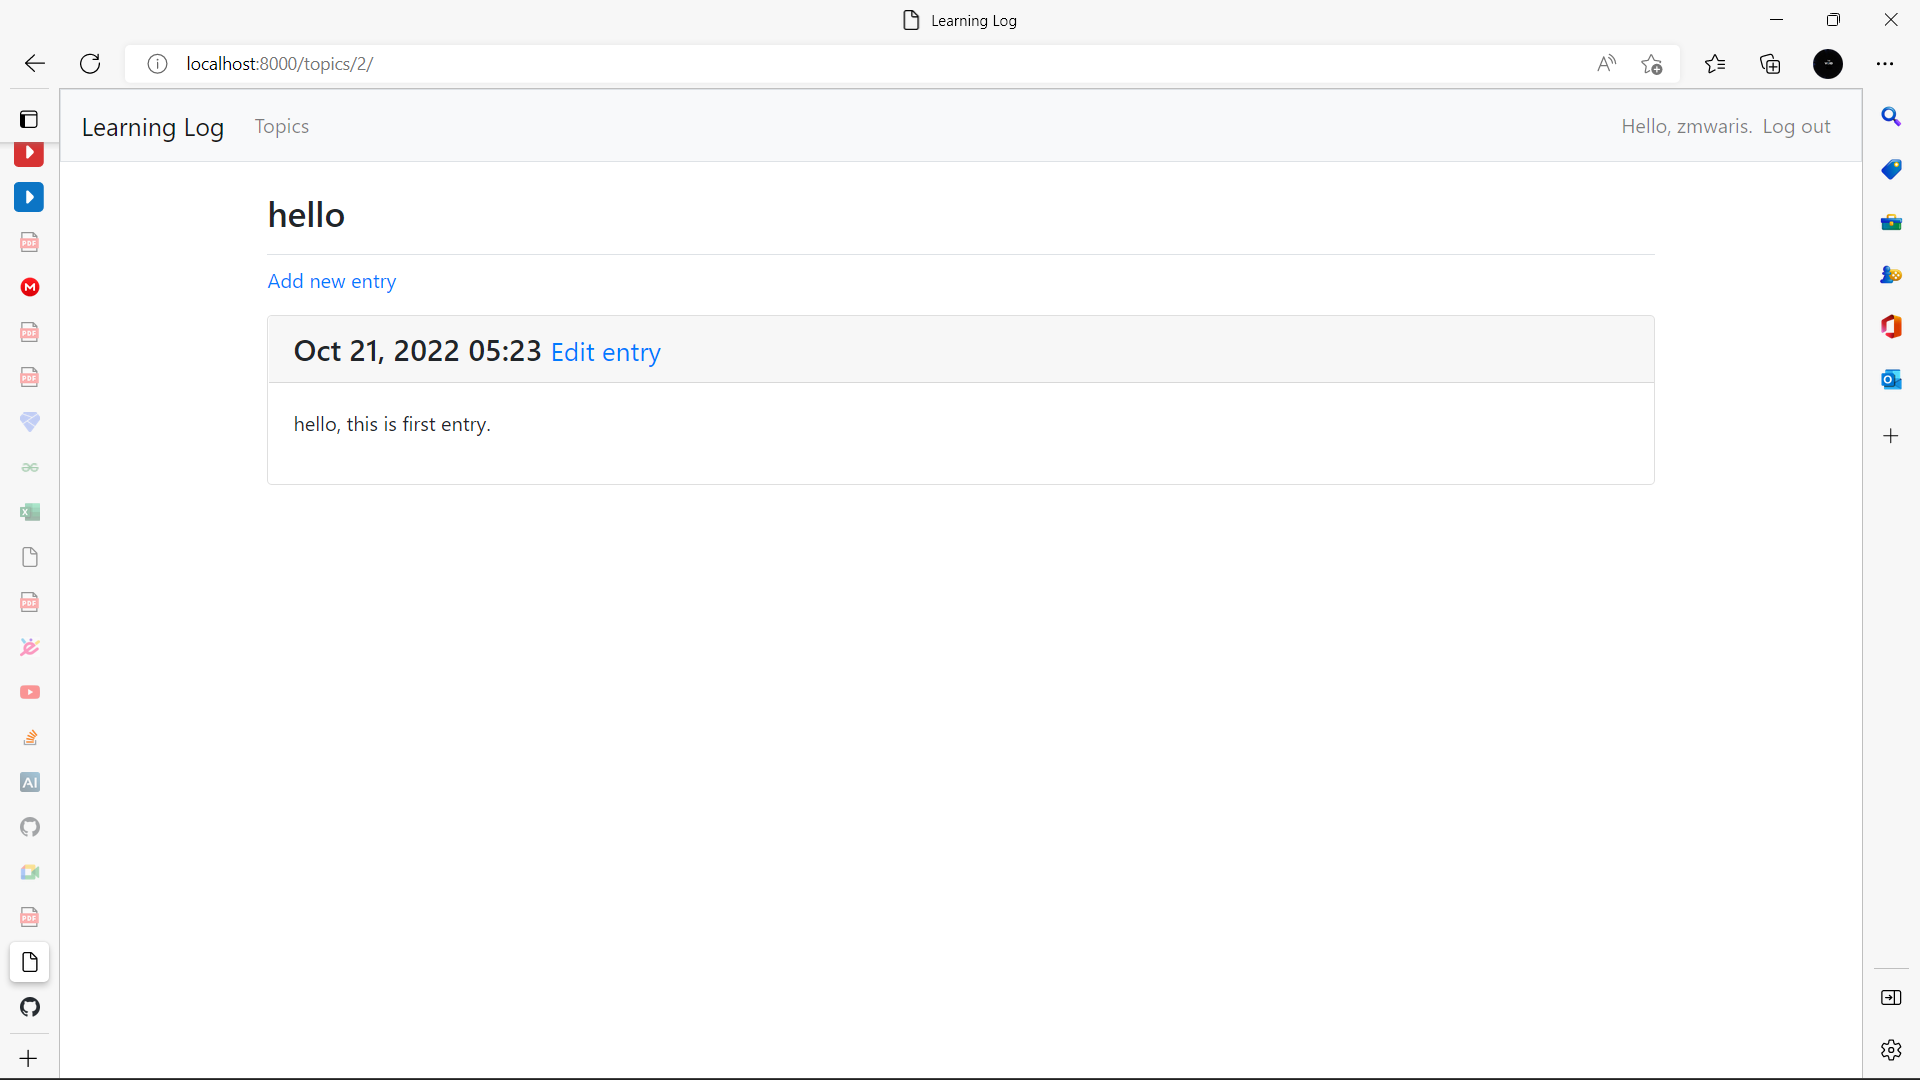 Learning Log
localhost:8000/topics/2/
Learning Log Topics Hello, zmwaris. Log out
hello
Add new entry
Oct 21, 2022 05:23 Edit entry
hello, this is first entry.